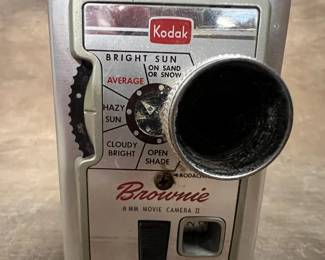 Kodak
BRIGHT SUN
ON SAND
OR SNOW
AVERAGE
HAZY
SUN
CLOUDY
BRIGHT
OPEN
SHADE
Brownie
8 MM. MOVIE CAMERA II